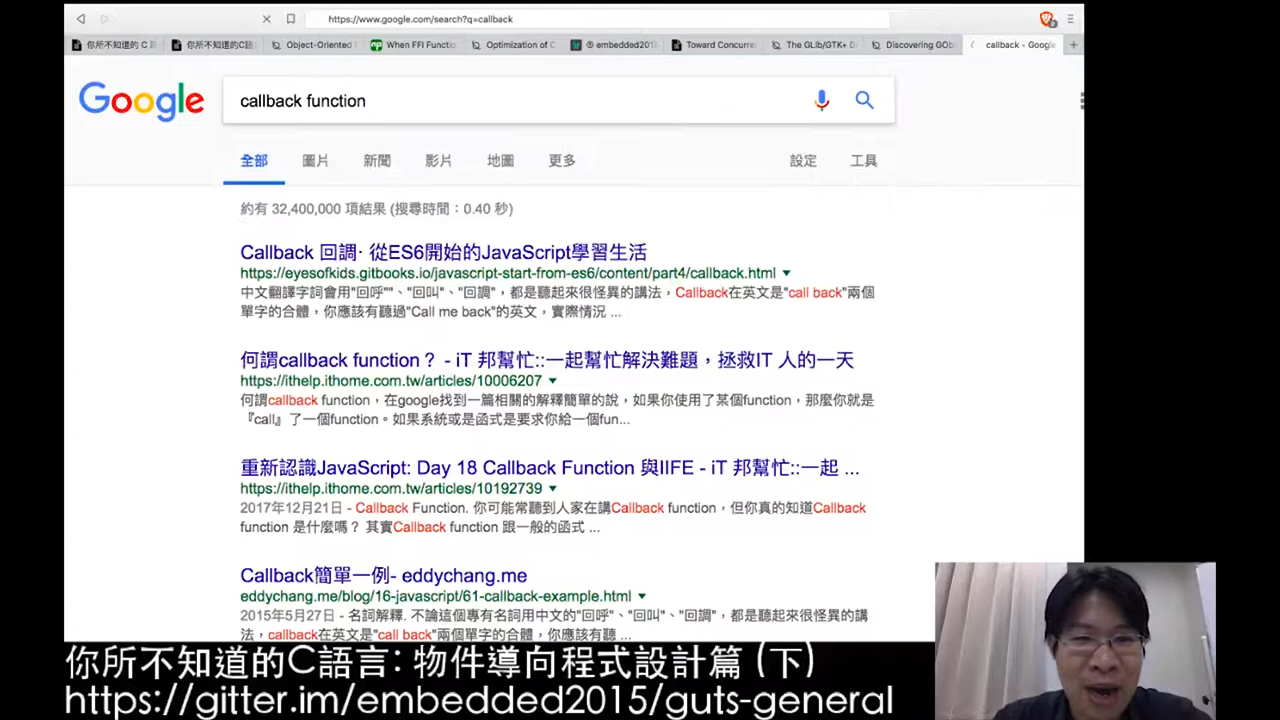 https://www.google.com/search?q=callback
你所不知道的 C 語
你所不知道的C語
Object-Oriented
When FFI Functio
Optimization of C
embedded201
Toward Concurre
The GLib/GTK+ D
Discovering GOb
callback - Google
Google
callback function
全部
圖片
新聞
影片
地圖
更多
設定
工具
約有 32,400,000 項結果 (搜尋時間：0.40 秒)
Callback 回調· 從ES6開始的JavaScript學習生活
https://eyesofkids.gitbooks.io/javascript-start-from-es6/content/part4/callback.html
中文翻譯字詞會用"回呼""、"回叫"、"回調"，都是聽起來很怪異的講法，Callback在英文是"call back"兩個
單字的合體，你應該有聽過"Call me back"的英文，實際情況 ...
何謂callback function？ - iT 邦幫忙::一起幫忙解決難題，拯救IT 人的一天
https://ithelp.ithome.com.tw/articles/10006207
何謂callback function，在google找到一篇相關的解釋簡單的說，如果你使用了某個function，那麼你就是
『call』了一個function。如果系統或是函式是要求你給一個fun...
重新認識JavaScript: Day 18 Callback Function 與IIFE - iT 邦幫忙::一起 ...
https://ithelp.ithome.com.tw/articles/10192739
2017年12月21日 - Callback Function. 你可能常聽到人家在講Callback function，但你真的知道Callback
function 是什麼嗎？ 其實Callback function 跟一般的函式 ...
Callback簡單一例- eddychang.me
eddychang.me/blog/16-javascript/61-callback-example.html
2015年5月27日 - 名詞解釋. 不論這個專有名詞用中文的"回呼"、"回叫"、"回調"，都是聽起來很怪異的講
法，callback在英文是"call back"兩個單字的合體，你應該有聽 ...
你所不知道的C語言: 物件導向程式設計篇 (下)
https://gitter.im/embedded2015/guts-general